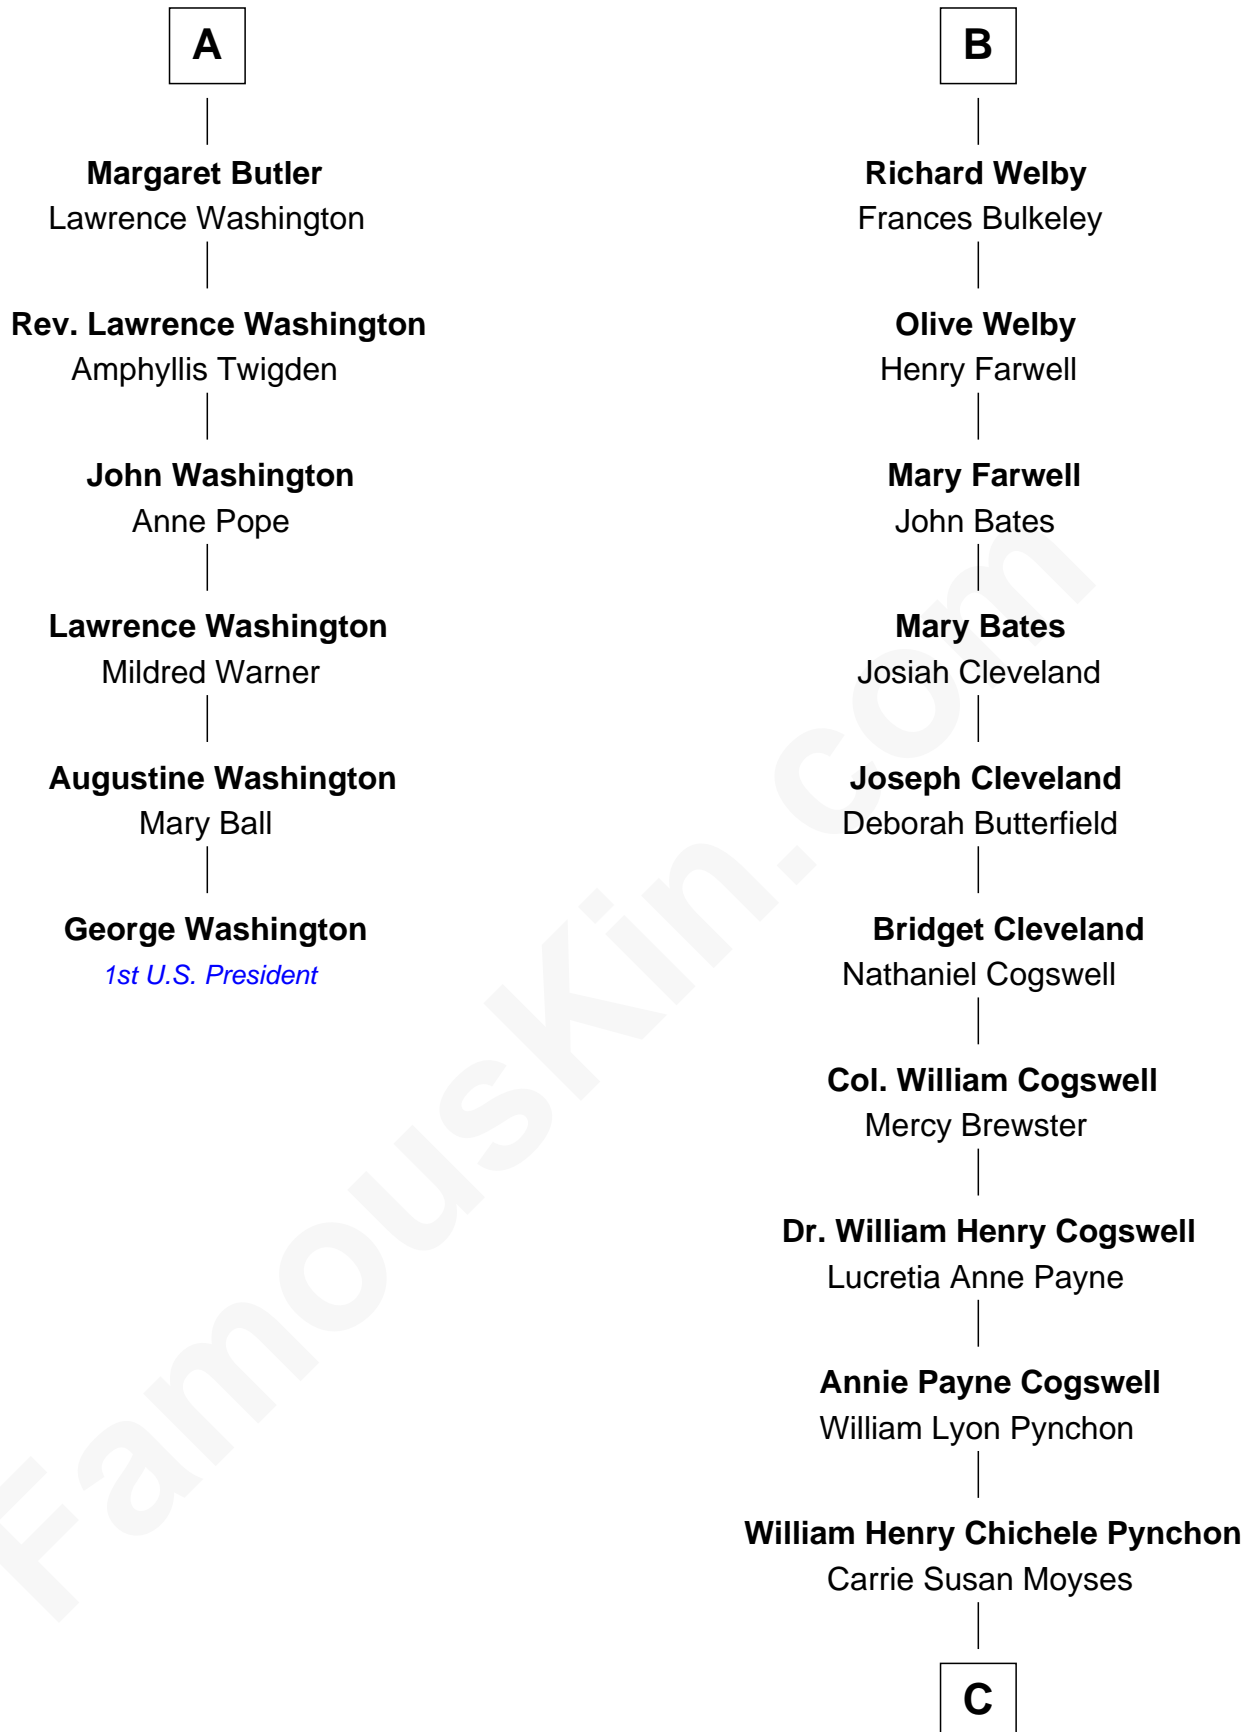 A
Margaret Butler
Lawrence Washington
Rev. Lawrence Washington
Amphyllis Twigden
John Washington
Anne Pope
Lawrence Washington
Mildred Warner
Augustine Washington
Mary Ball
George Washington
1st U.S. President
B
Richard Welby
Frances Bulkeley
Olive Welby
Henry Farwell
Mary Farwell
John Bates
Mary Bates
Josiah Cleveland
Joseph Cleveland
Deborah Butterfield
Bridget Cleveland
Nathaniel Cogswell
Col. William Cogswell
Mercy Brewster
Dr. William Henry Cogswell
Lucretia Anne Payne
Annie Payne Cogswell
William Lyon Pynchon
William Henry Chichele Pynchon
Carrie Susan Moyses
C
FamousKin.com